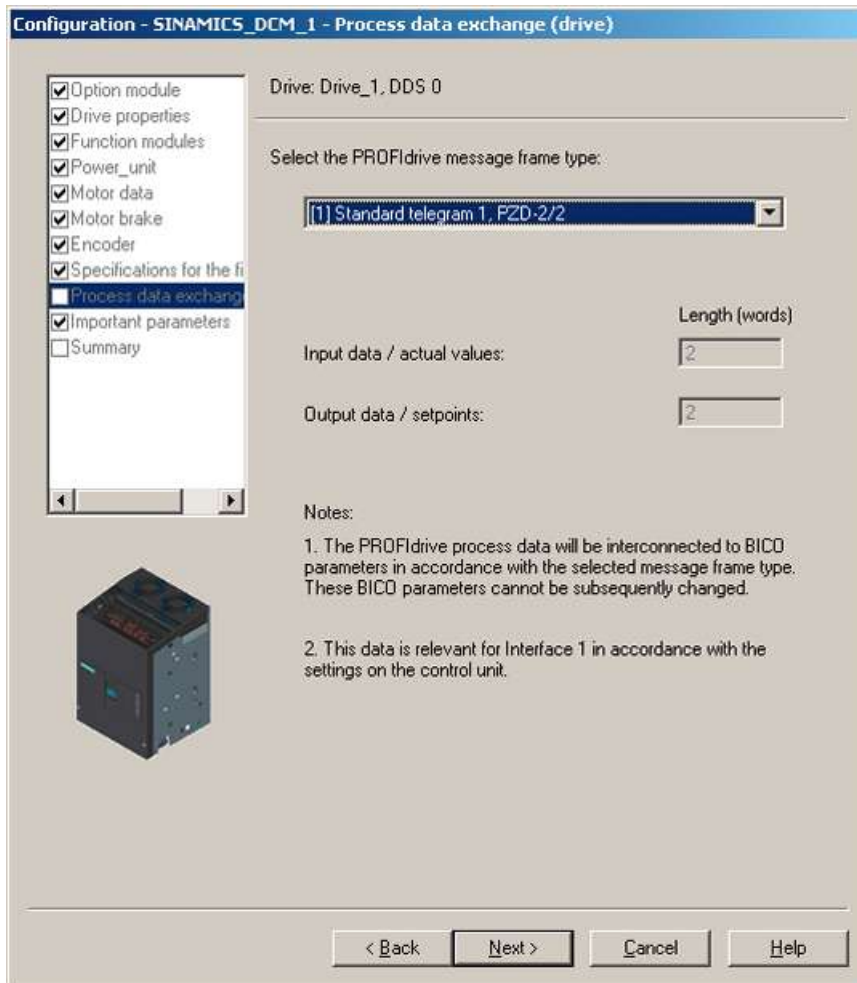 Configuration - SINAMICS_DCM_1 - Process data exchange (drive)
Option module
Drive properties
Function modules
Power_unit
Motor data
Motor brake
Encoder
Specifications for the fi
Process data exchang
Important parameters
Summary
Drive: Drive_1, DDS 0
Select the PROFIdrive message frame type:
[1] Standard telegram 1, PZD-2/2
Length (words)
Input data / actual values:
2
Output data / setpoints:
2
Notes:
1. The PROFIdrive process data will be interconnected to BICO
parameters in accordance with the selected message frame type.
These BICO parameters cannot be subsequently changed.
2. This data is relevant for Interface 1 in accordance with the
settings on the control unit.
< Back
Next >
Cancel
Help